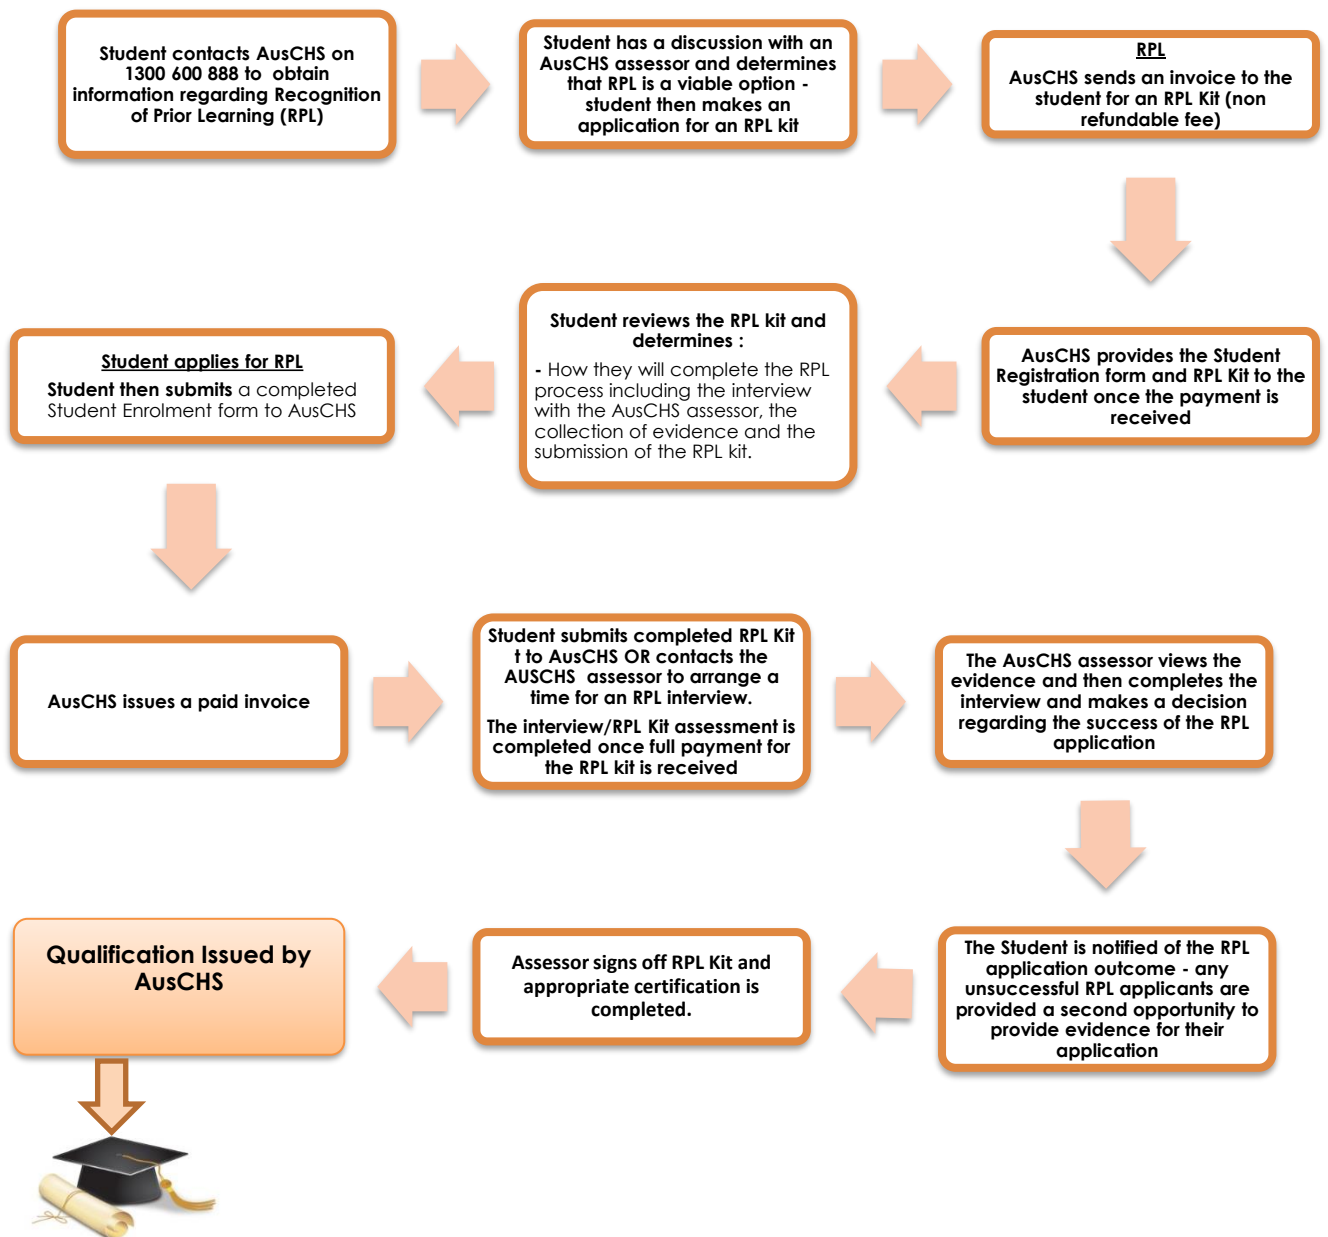 Student contacts AusCHS on
1300 600 888 to obtain
information regarding Recognition
of Prior Learning (RPL)
Student has a discussion with an
AusCHS assessor and determines
that RPL is a viable option -
student then makes an
application for an RPL kit
RPL
AusCHS sends an invoice to the
student for an RPL Kit (non
refundable fee)
AusCHS provides the Student
Registration form and RPL Kit to the
student once the payment is
received
Student reviews the RPL kit and
determines :
- How they will complete the RPL
process including the interview
with the AusCHS assessor, the
collection of evidence and the
submission of the RPL kit.
Student applies for RPL
Student then submits a completed
Student Enrolment form to AusCHS
AusCHS issues a paid invoice
Student submits completed RPL Kit
t to AusCHS OR contacts the
AUSCHS assessor to arrange a
time for an RPL interview.
The interview/RPL Kit assessment is
completed once full payment for
the RPL kit is received
The AusCHS assessor views the
evidence and then completes the
interview and makes a decision
regarding the success of the RPL
application
The Student is notified of the RPL
application outcome - any
unsuccessful RPL applicants are
provided a second opportunity to
provide evidence for their
application
Assessor signs off RPL Kit and
appropriate certification is
completed.
Qualification Issued by
AusCHS